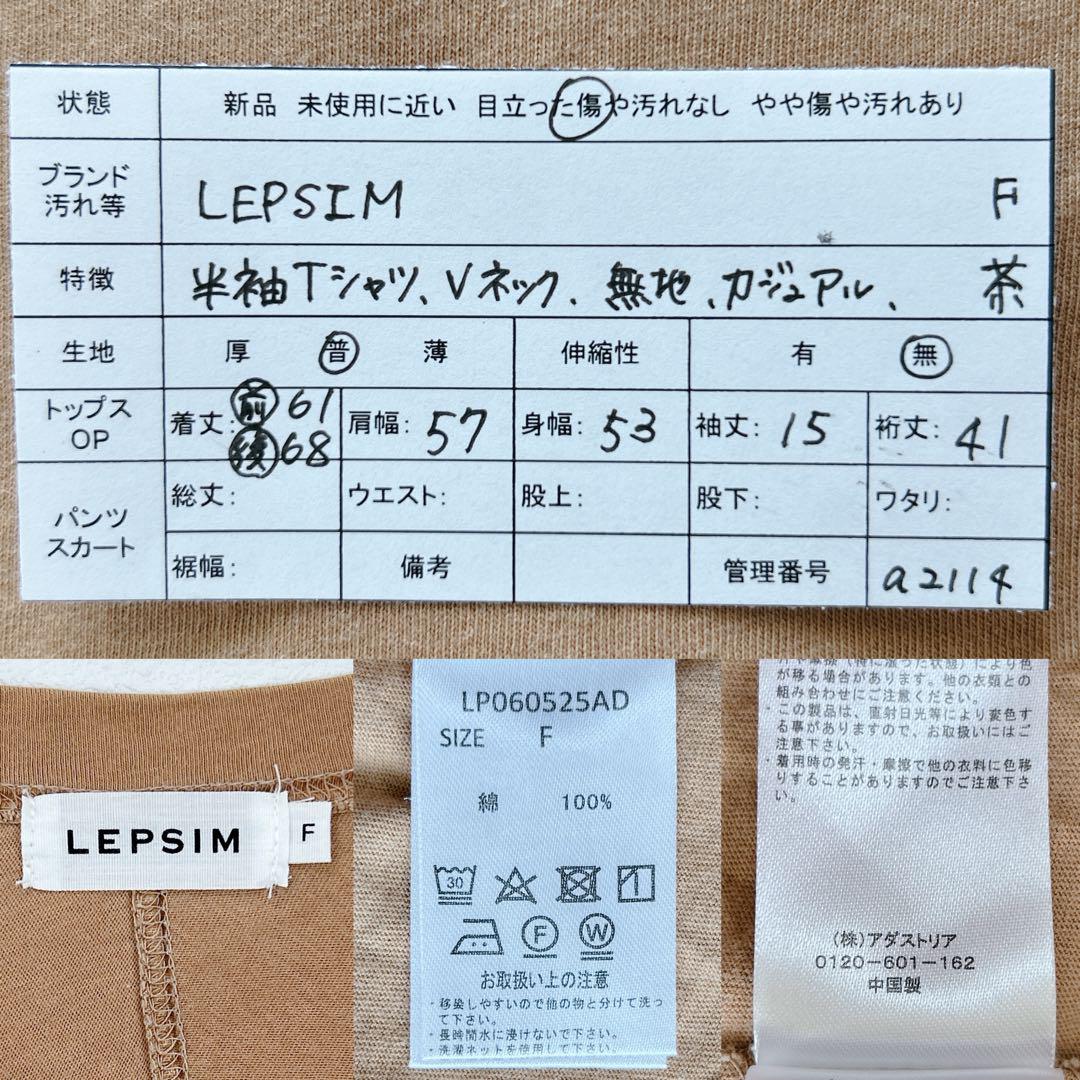 状態 新品 未使用に近い 目立った傷や汚れなし やや傷や汚れあり
ブランド
汚れ等 LEPSIM F
特徴 半袖Tシャツ、Vネック、無地、カジュアル、 茶
生地 厚 普 薄 伸縮性 有 無
トップス
OP 着丈:前61 後68 肩幅:57 身幅:53 袖丈:15 裄丈:41
パンツ
スカート 総丈: ウエスト: 股上: 股下: ワタリ:
裾幅: 備考 管理番号 a2114
LEPSIM F
LP060525AD
SIZE F
綿 100%
30
F W
お取扱い上の注意
・移染しやすいので他の物と分けて洗っ
て下さい。
・長時間水に浸けないで下さい。
・洗濯ネットを使用して下さい。
(特に湿った状態)により色
が移る場合があります。他の衣類との
組み合わせにご注意ください。
・この製品は、直射日光等により変色す
る事がありますので、お取扱いにはご
注意下さい。
・着用時の発汗・摩擦で他の衣料に色移
りすることがありますのでご注意下さ
い。
(株)アダストリア
0120-601-162
中国製